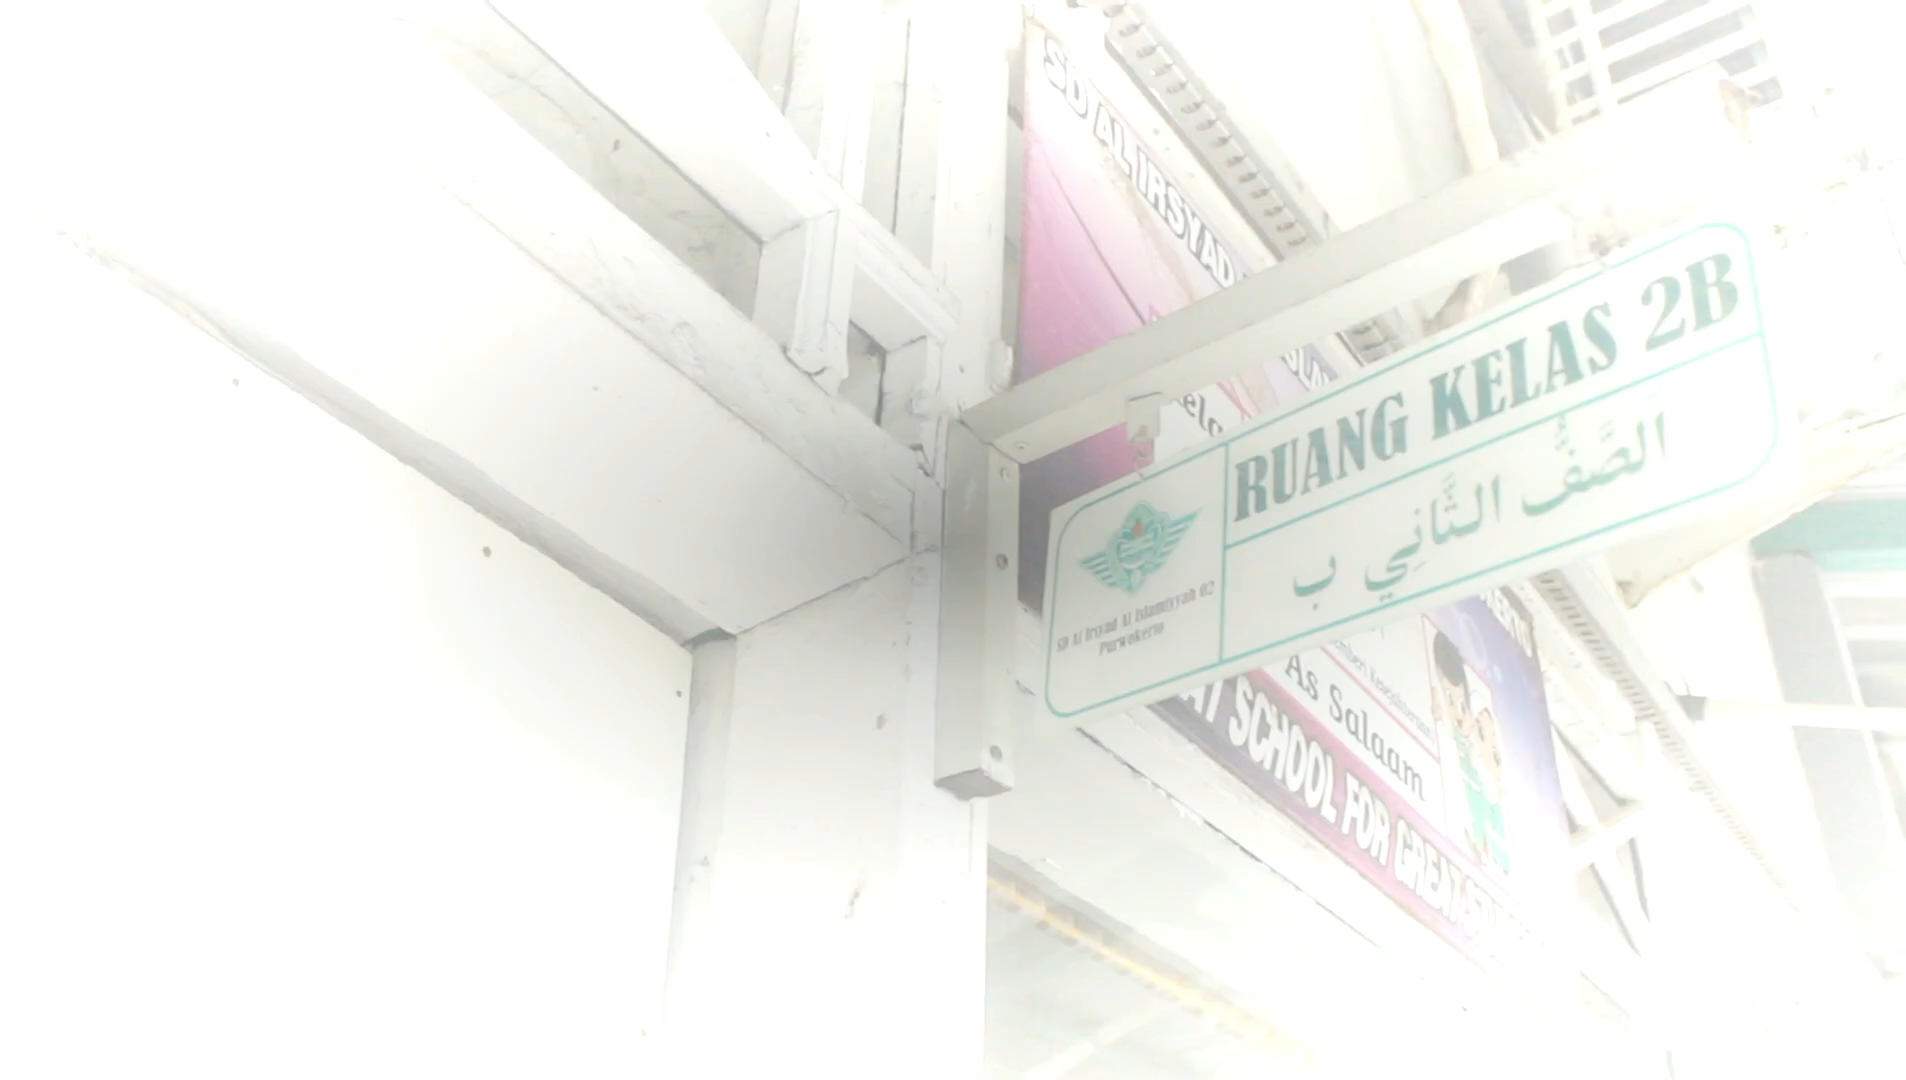 SD AL IRSYAD
RUANG KELAS 2B
الصَّفُّ الثَّانِي ب
SD Al Irsyad Al Islamiyyah 02
Purwokerto
As Salaam
SCHOOL FOR GREAT